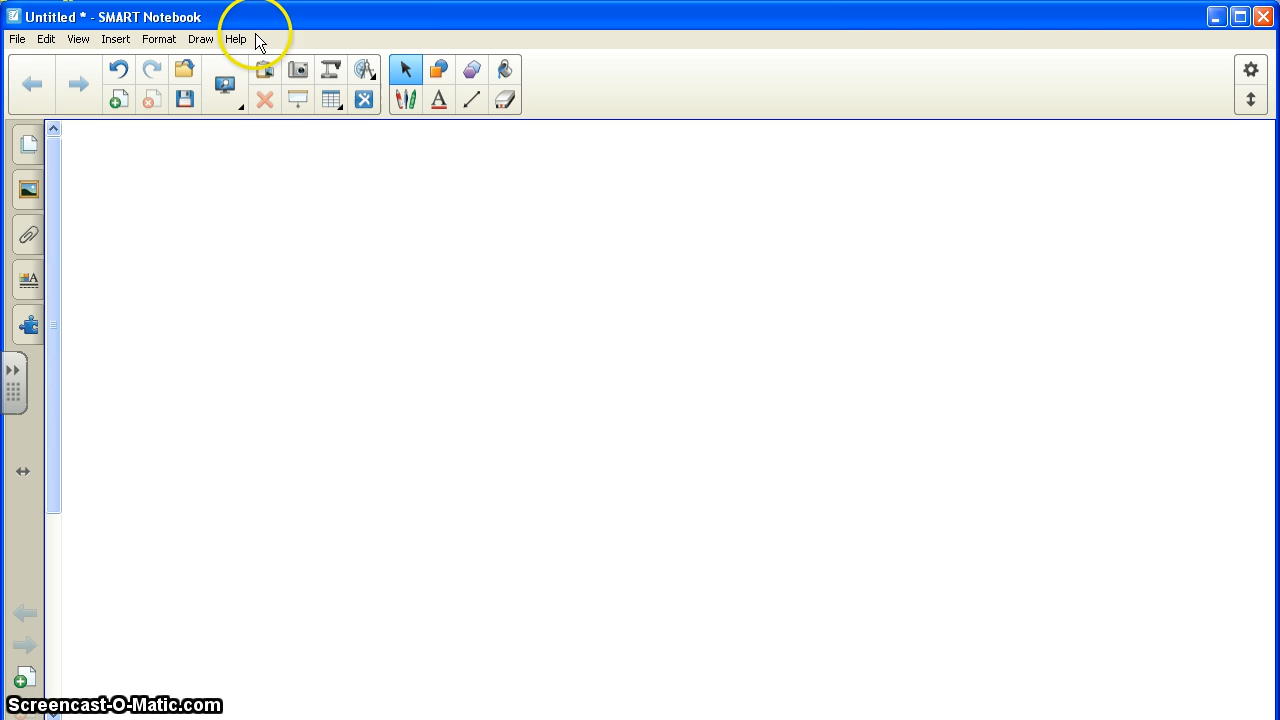 Untitled * - SMART Notebook
File Edit View Insert Format Draw Help
A
A
Screencast-O-Matic.com